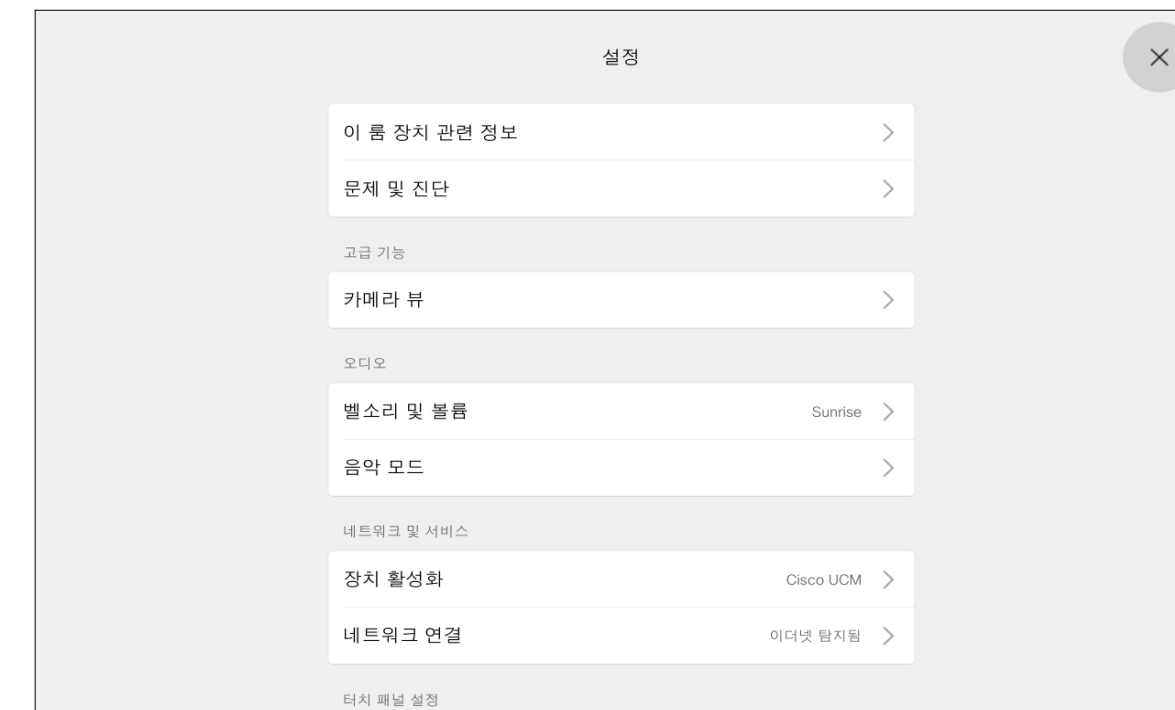 설정
이 룸 장치 관련 정보
문제 및 진단
고급 기능
카메라 뷰
오디오
벨소리 및 볼륨 Sunrise
음악 모드
네트워크 및 서비스
장치 활성화 Cisco UCM
네트워크 연결 이더넷 탐지됨
터치 패널 설정